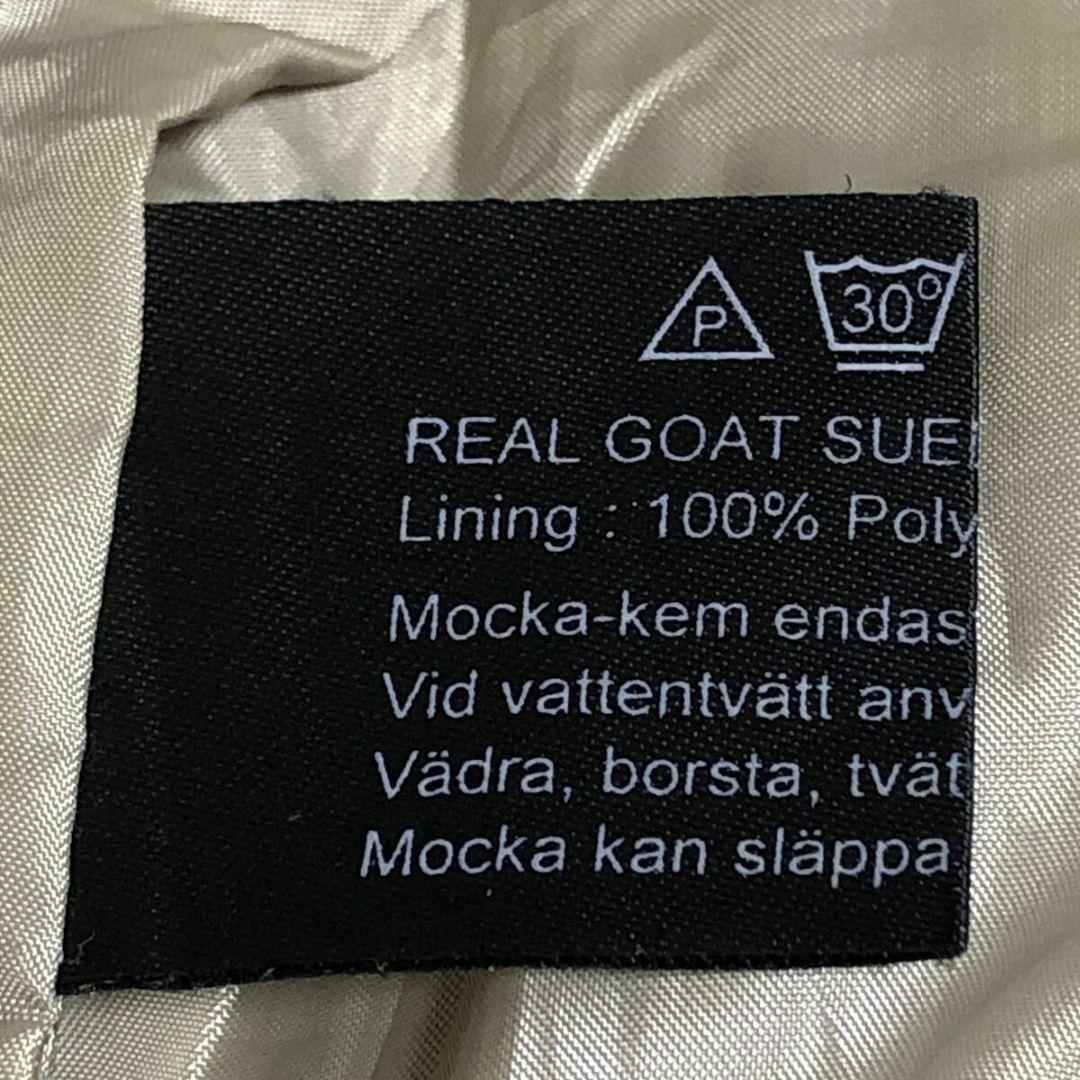 P 30°
REAL GOAT SUE
Lining : 100% Poly
Mocka-kem endas
Vid vattentvätt anv
Vädra, borsta, tvät
Mocka kan släppa